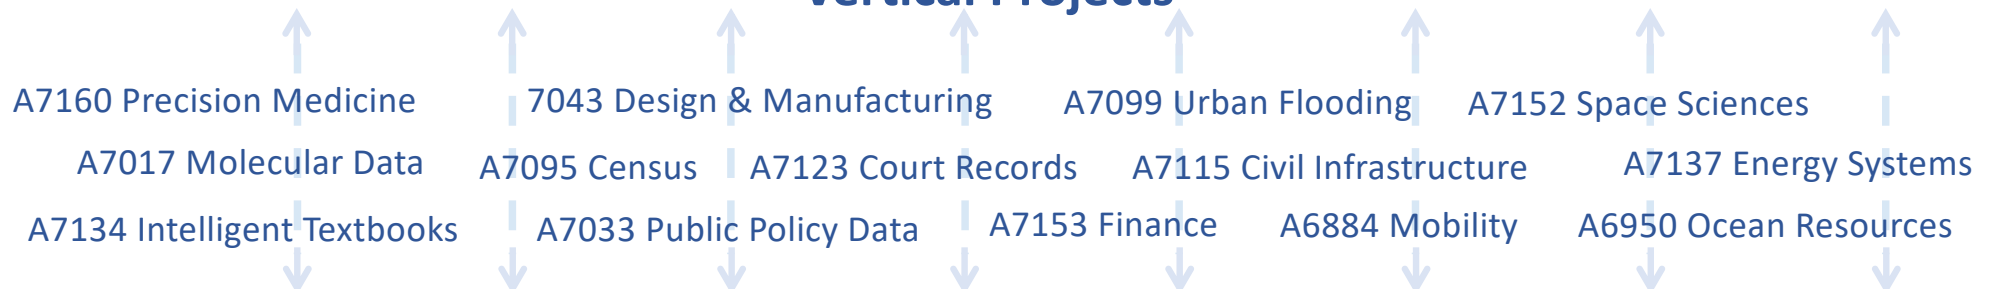 Vertical Projects
A7160 Precision Medicine 7043 Design & Manufacturing A7099 Urban Flooding A7152 Space Sciences
A7017 Molecular Data A7095 Census A7123 Court Records A7115 Civil Infrastructure A7137 Energy Systems
A7134 Intelligent Textbooks A7033 Public Policy Data A7153 Finance A6884 Mobility A6950 Ocean Resources